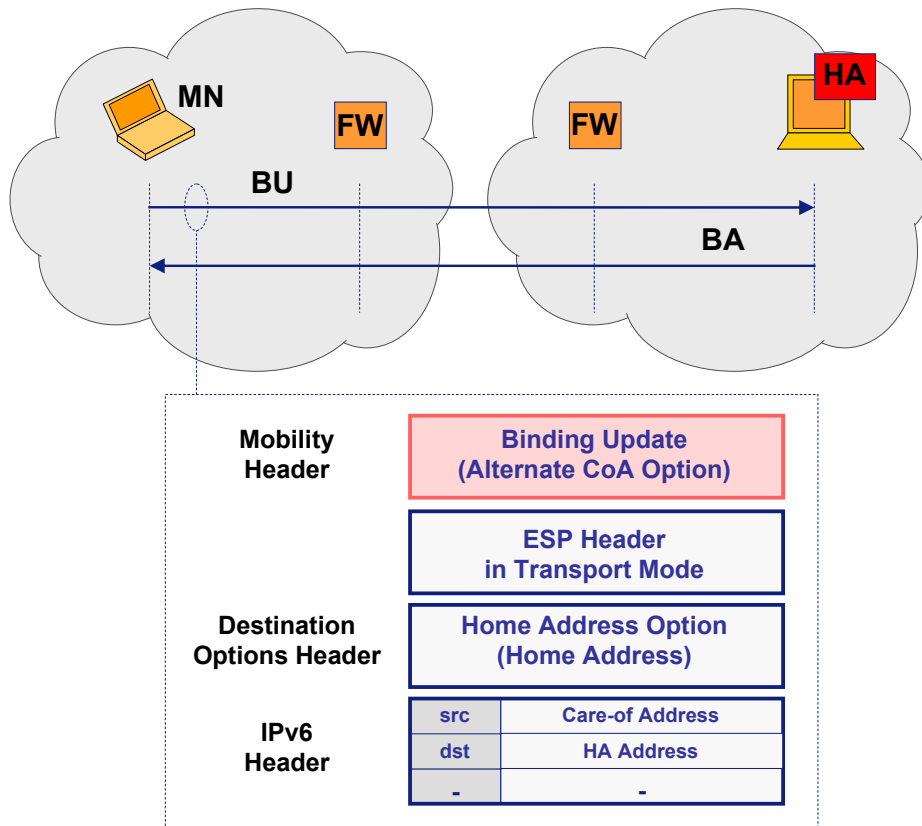 HA
MN
FW
FW
BU
BA
Mobility
Header
Binding Update
(Alternate CoA Option)
ESP Header
in Transport Mode
Destination
Options Header
Home Address Option
(Home Address)
IPv6
Header
src
Care-of Address
dst
HA Address
-
-